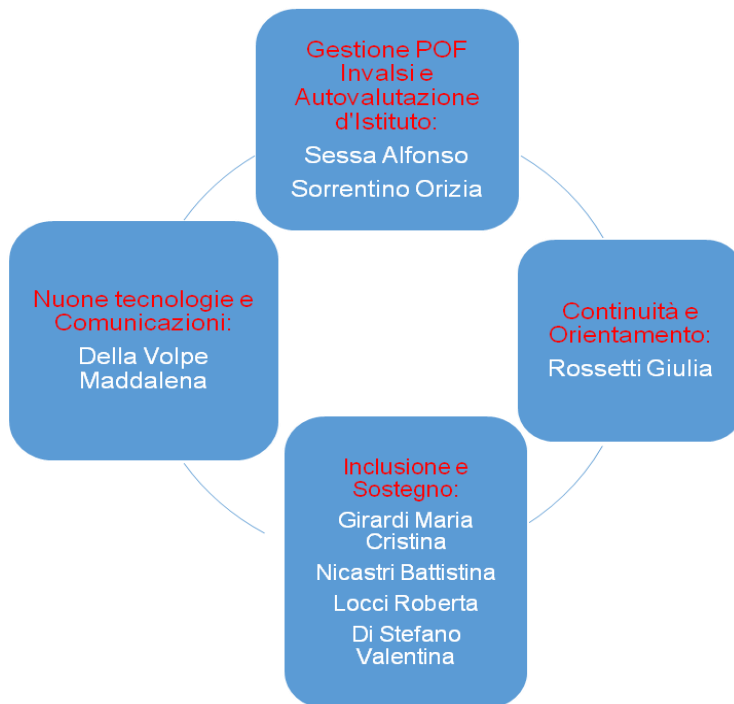 Gestione POF
Invalsi e
Autovalutazione
d'Istituto:
Sessa Alfonso
Sorrentino Orizia
Continuità e
Orientamento:
Rossetti Giulia
Inclusione e
Sostegno:
Girardi Maria
Cristina
Nicastri Battistina
Locci Roberta
Di Stefano
Valentina
Nuone tecnologie e
Comunicazioni:
Della Volpe
Maddalena